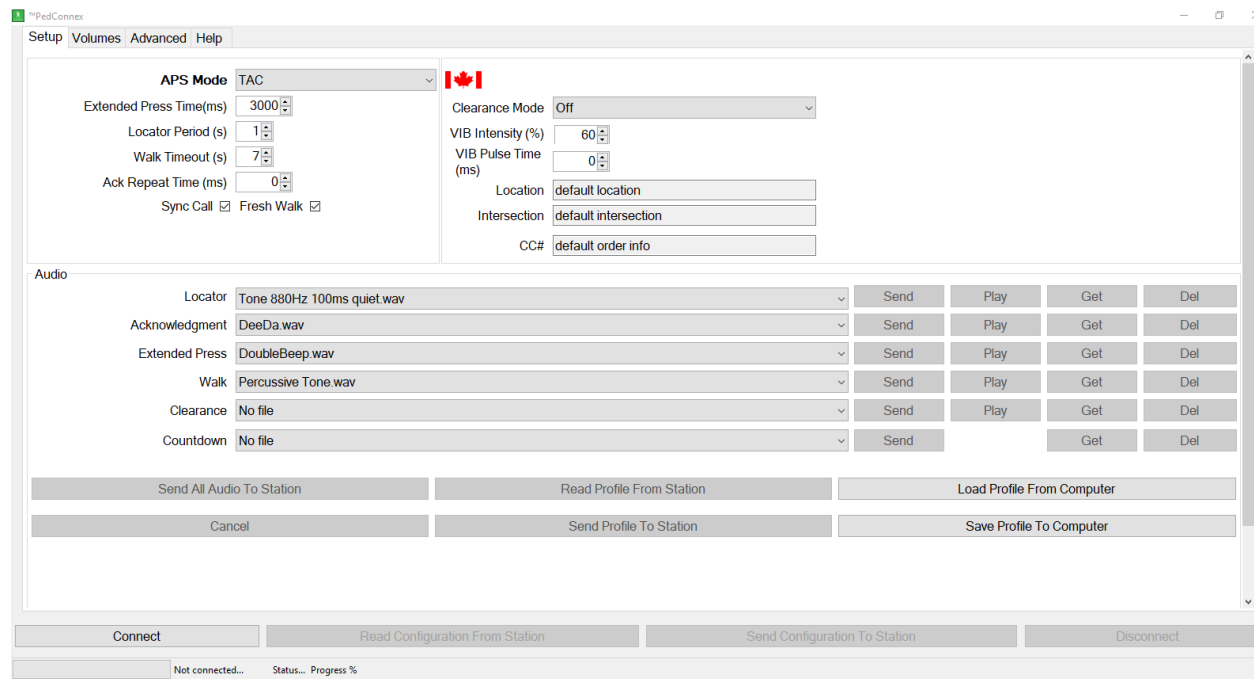 ™PedConnex
Setup Volumes Advanced Help
APS Mode TAC
Extended Press Time(ms) 3000
Locator Period (s) 1
Walk Timeout (s) 7
Ack Repeat Time (ms) 0
Sync Call Fresh Walk
Clearance Mode Off
VIB Intensity (%) 60
VIB Pulse Time
(ms) 0
Location default location
Intersection default intersection
CC# default order info
Audio
Locator Tone 880Hz 100ms quiet.wav Send Play Get Del
Acknowledgment DeeDa.wav Send Play Get Del
Extended Press DoubleBeep.wav Send Play Get Del
Walk Percussive Tone.wav Send Play Get Del
Clearance No file Send Play Get Del
Countdown No file Send Get Del
Send All Audio To Station Read Profile From Station Load Profile From Computer
Cancel Send Profile To Station Save Profile To Computer
Connect Read Configuration From Station Send Configuration To Station Disconnect
Not connected... Status... Progress %